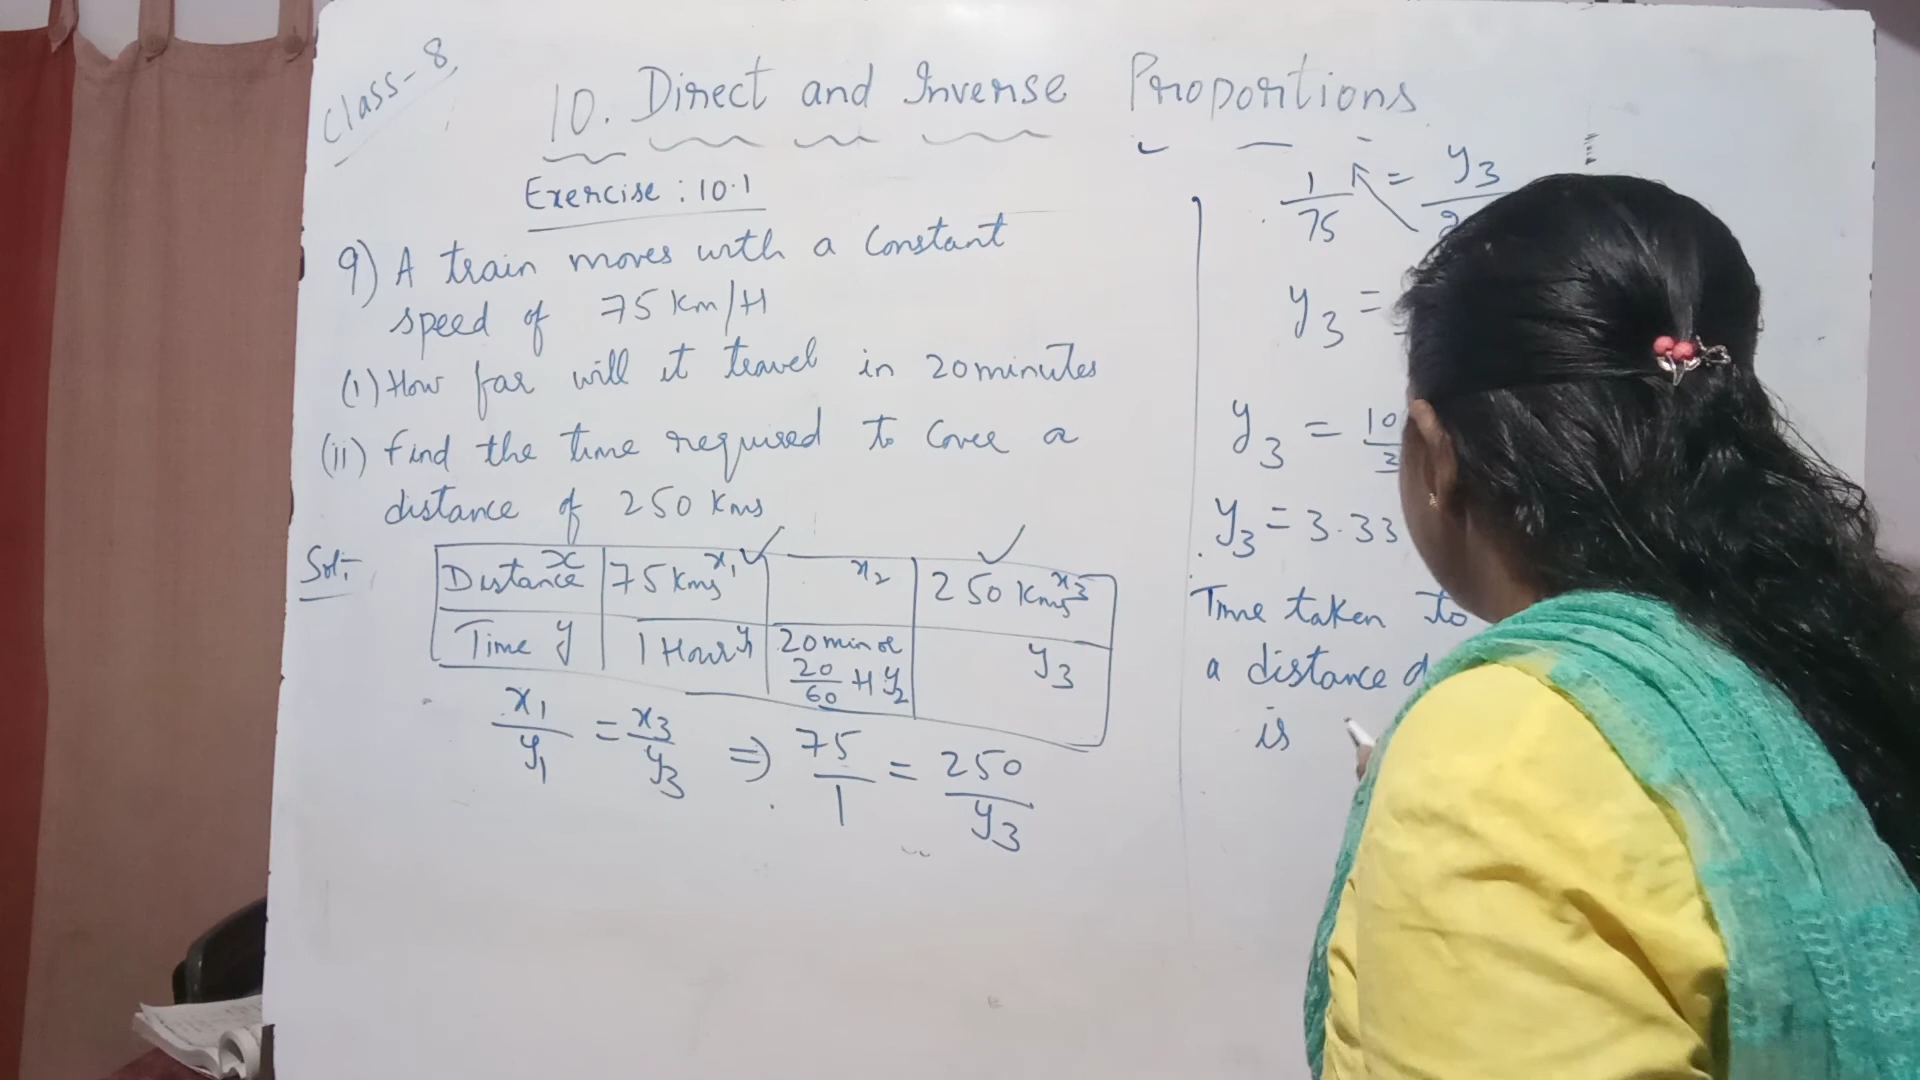 Class-8
10. Direct and Inverse Proportions
Exercise : 10.1
9) A train moves with a Constant
speed of 75 Km/H
(i) How far will it travel in 20 minutes
(ii) find the time required to Cover a
distance of 250 Kms
Sol:-
Distance x | 75 Kms x₁ ✓ | x₂ | 250 Kms x₃ ✓
Time y | 1 Hour y₁ | 20 min or 20/60 H y₂ | y₃
x₁/y₁ = x₃/y₃ ⇒ 75/1 = 250/y₃
1/75 = y₃/
y₃ =
y₃ = 10/3
y₃ = 3.33
Time taken to
a distance
is